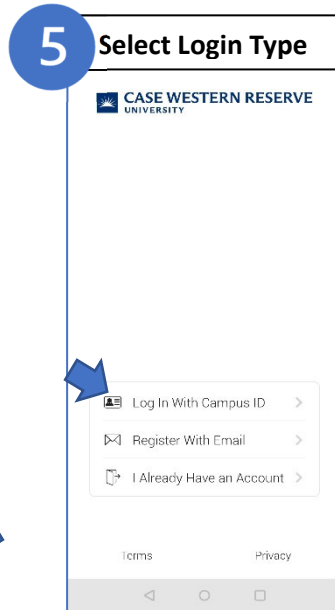 5
Select Login Type
CASE WESTERN RESERVE
UNIVERSITY
Log In With Campus ID
Register With Email
I Already Have an Account
Terms Privacy